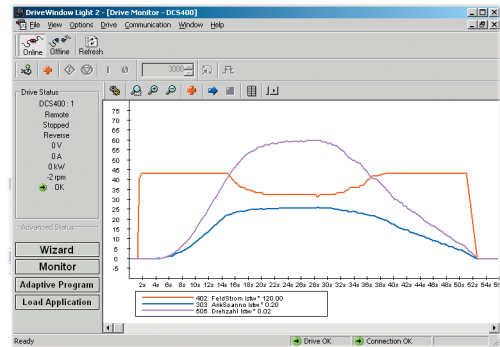 DriveWindow Light 2 - [Drive Monitor - DCS400]
File View Options Drive Communication Window Help
Online Offline Refresh
3000
Drive Status
DCS400 : 1
Remote
Stopped
Reverse
0 V
0 A
0 kW
-2 rpm
OK
Advanced Status
Wizard
Monitor
Adaptive Program
Load Application
75
70
65
60
55
50
45
40
35
30
25
20
15
10
5
0
-5
2s 4s 6s 8s 10s 12s 14s 16s 18s 20s 22s 24s 26s 28s 30s 32s 34s 36s 38s 40s 42s 44s 46s 48s 50s 52s 54s
402 FeldStrom Istw * 120.00
303 AnkSpanng Istw * 0.20
505 Drehzahl Istw * 0.02
Ready Drive OK Connection OK